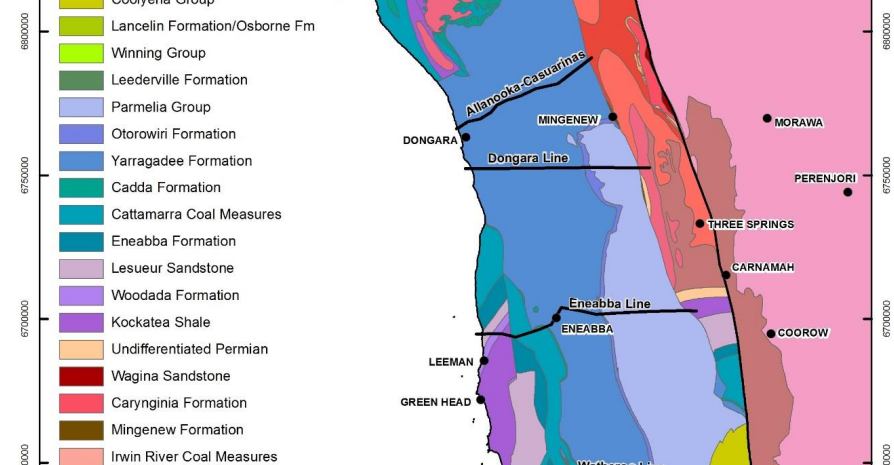 Coolyena Group
Lancelin Formation/Osborne Fm
Winning Group
Leederville Formation
Parmelia Group
Otorowiri Formation
Yarragadee Formation
Cadda Formation
Cattamarra Coal Measures
Eneabba Formation
Lesueur Sandstone
Woodada Formation
Kockatea Shale
Undifferentiated Permian
Wagina Sandstone
Carynginia Formation
Mingenew Formation
Irwin River Coal Measures
6800000
6750000
6700000
Allanooka-Casuarinas
DONGARA
MINGENEW
Dongara Line
MORAWA
PERENJORI
THREE SPRINGS
CARNAMAH
Eneabba Line
ENEABBA
COOROW
LEEMAN
GREEN HEAD
6800000
6750000
6700000